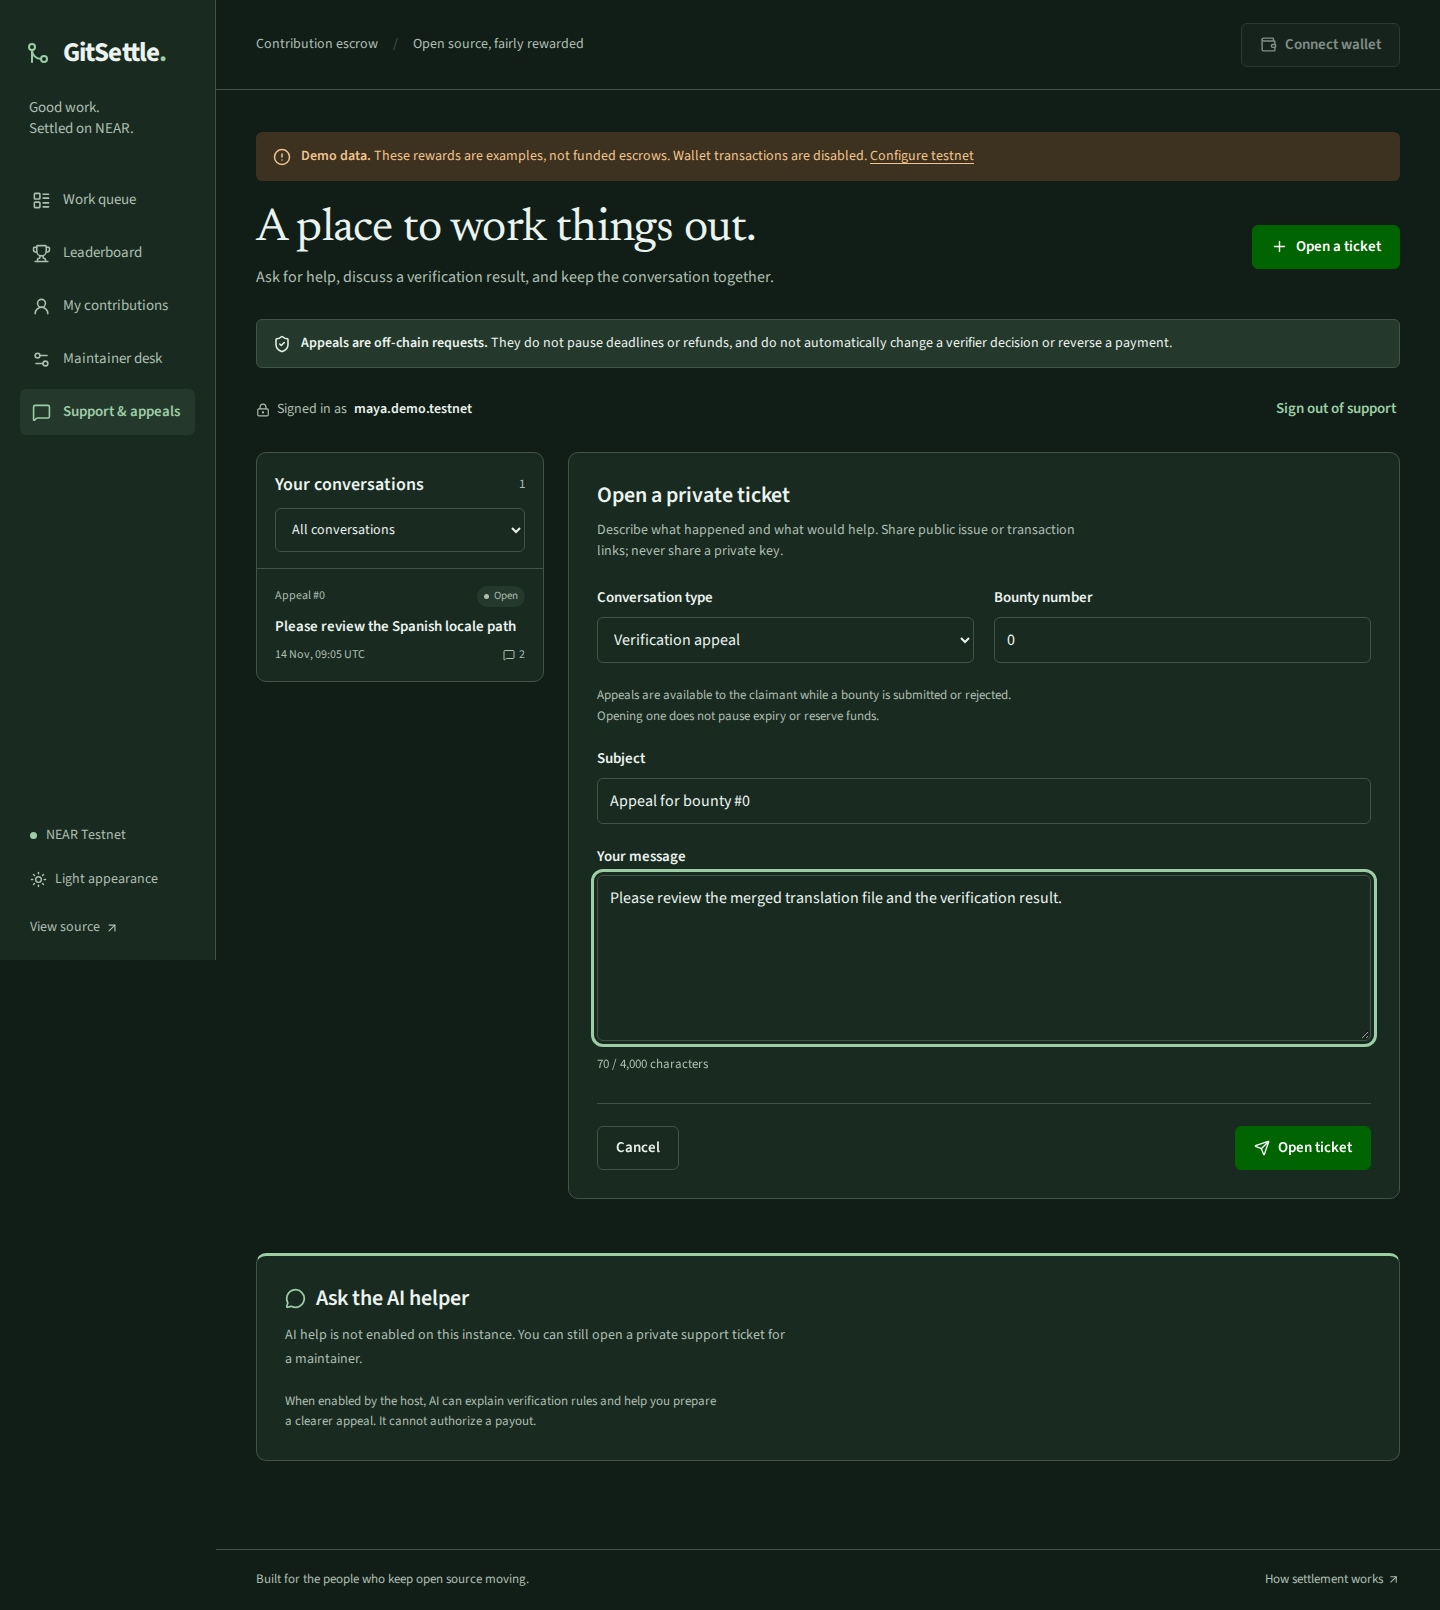 GitSettle.
Good work.
Settled on NEAR.
Work queue
Leaderboard
My contributions
Maintainer desk
Support & appeals
NEAR Testnet
Light appearance
View source
Contribution escrow / Open source, fairly rewarded
Connect wallet
Demo data. These rewards are examples, not funded escrows. Wallet transactions are disabled. Configure testnet
A place to work things out.
Ask for help, discuss a verification result, and keep the conversation together.
Open a ticket
Appeals are off-chain requests. They do not pause deadlines or refunds, and do not automatically change a verifier decision or reverse a payment.
Signed in as maya.demo.testnet
Sign out of support
Your conversations 1
All conversations
Appeal #0 Open
Please review the Spanish locale path
14 Nov, 09:05 UTC 2
Open a private ticket
Describe what happened and what would help. Share public issue or transaction
links; never share a private key.
Conversation type
Verification appeal
Bounty number
0
Appeals are available to the claimant while a bounty is submitted or rejected.
Opening one does not pause expiry or reserve funds.
Subject
Appeal for bounty #0
Your message
Please review the merged translation file and the verification result.
70 / 4,000 characters
Cancel
Open ticket
Ask the AI helper
AI help is not enabled on this instance. You can still open a private support ticket for
a maintainer.
When enabled by the host, AI can explain verification rules and help you prepare
a clearer appeal. It cannot authorize a payout.
Built for the people who keep open source moving.
How settlement works